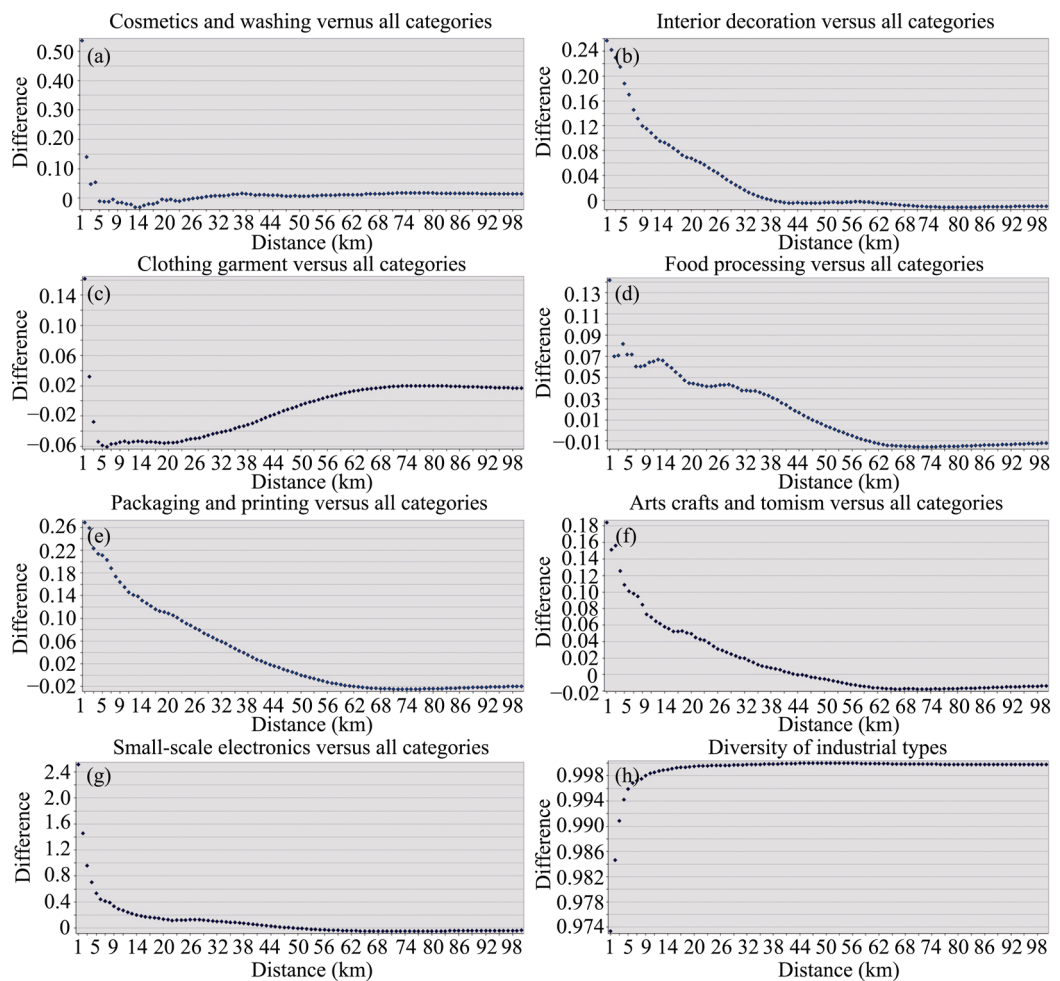 Cosmetics and washing vernus all categories
(a)
Difference
0.50
0.40
0.30
0.20
0.10
0
1 5 9 14 20 26 32 38 44 50 56 62 68 74 80 86 92 98
Distance (km)
Interior decoration versus all categories
(b)
Difference
0.24
0.20
0.16
0.12
0.08
0.04
0
1 5 9 14 20 26 32 38 44 50 56 62 68 74 80 86 92 98
Distance (km)
Clothing garment versus all categories
(c)
Difference
0.14
0.10
0.06
0.02
−0.02
−0.06
1 5 9 14 20 26 32 38 44 50 56 62 68 74 80 86 92 98
Distance (km)
Food processing versus all categories
(d)
Difference
0.13
0.11
0.09
0.07
0.05
0.03
0.01
−0.01
1 5 9 14 20 26 32 38 44 50 56 62 68 74 80 86 92 98
Distance (km)
Packaging and printing versus all categories
(e)
Difference
0.26
0.22
0.18
0.14
0.10
0.06
0.02
−0.02
1 5 9 14 20 26 32 38 44 50 56 62 68 74 80 86 92 98
Distance (km)
Arts crafts and tomism versus all categories
(f)
Difference
0.18
0.16
0.14
0.12
0.10
0.08
0.06
0.04
0.02
0
−0.02
1 5 9 14 20 26 32 38 44 50 56 62 68 74 80 86 92 98
Distance (km)
Small-scale electronics versus all categories
(g)
Difference
2.4
2.0
1.6
1.2
0.8
0.4
0
1 5 9 14 20 26 32 38 44 50 56 62 68 74 80 86 92 98
Distance (km)
Diversity of industrial types
(h)
Difference
0.998
0.994
0.990
0.986
0.982
0.978
0.974
1 5 9 14 20 26 32 38 44 50 56 62 68 74 80 86 92 98
Distance (km)